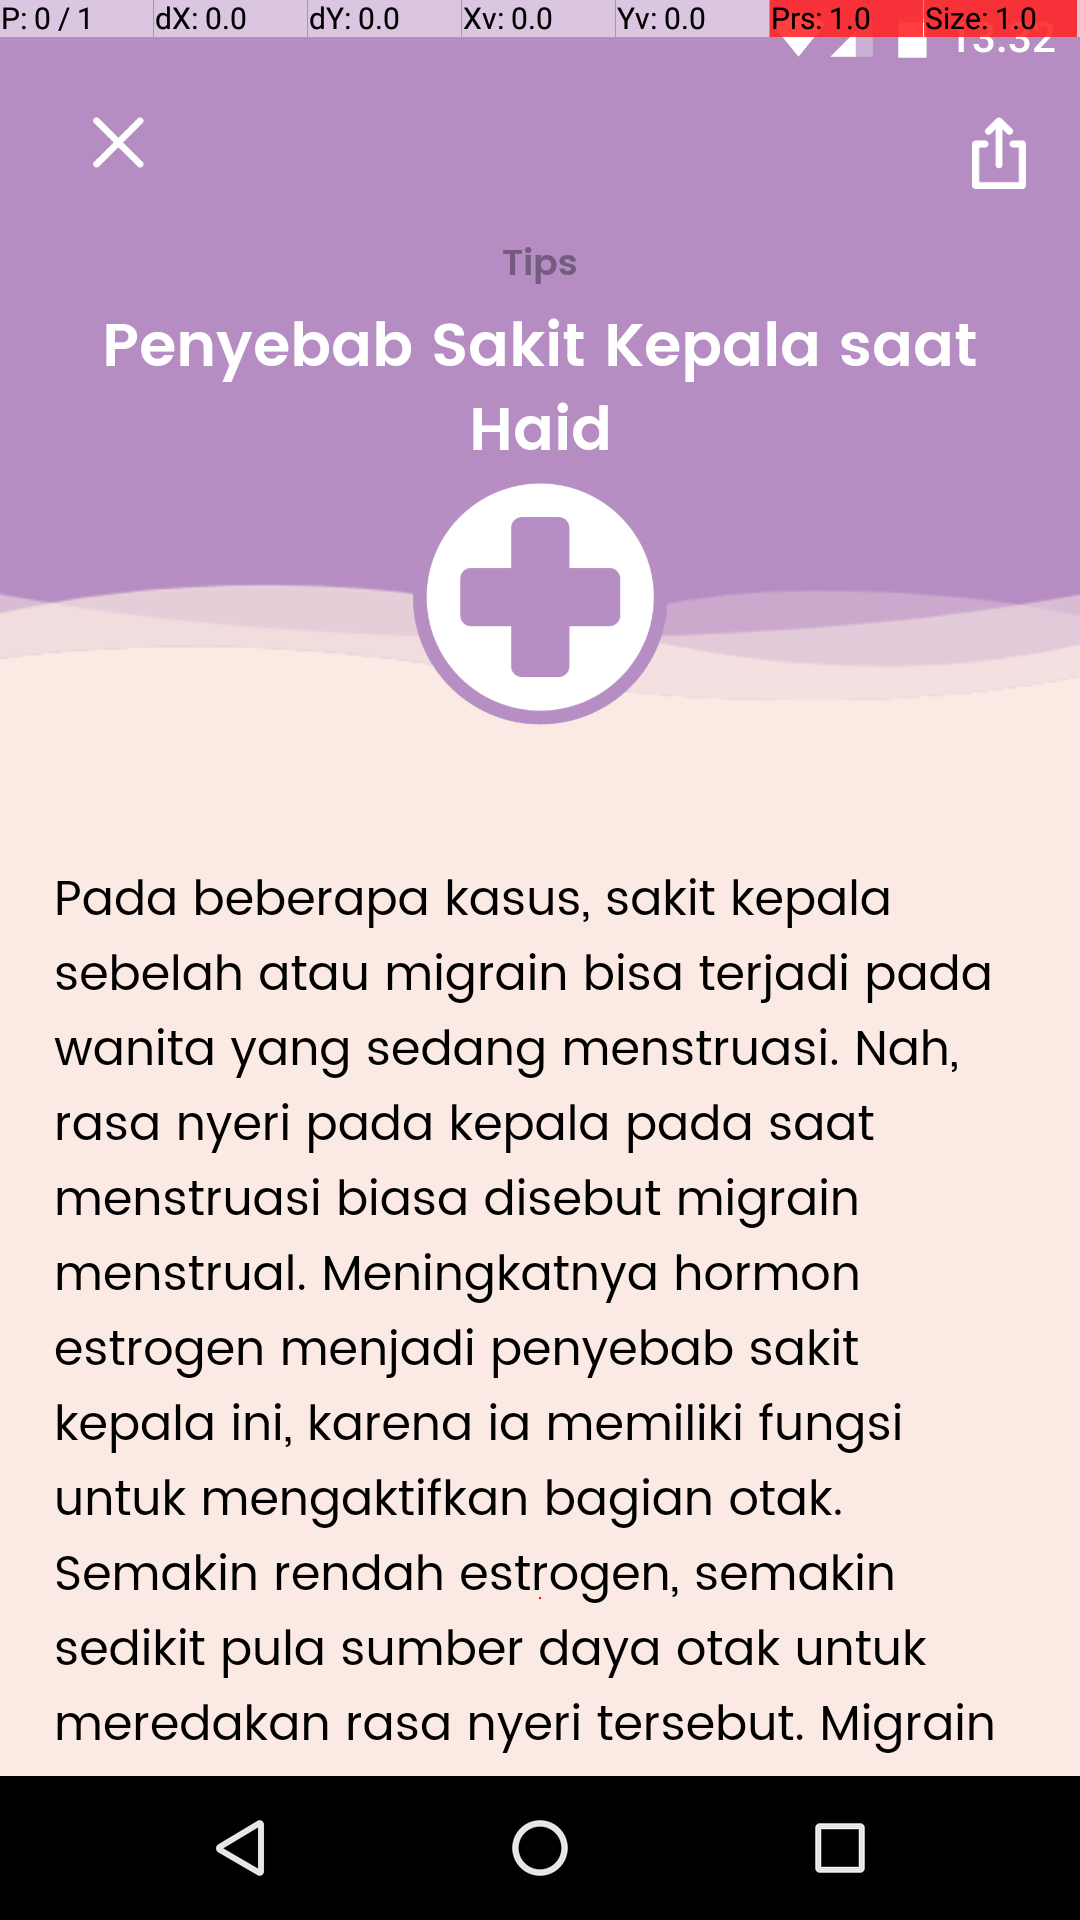 P: 0 / 1 dX: 0.0 dY: 0.0 Xv: 0.0 Yv: 0.0 Prs: 1.0 Size: 1.0
13:32
Tips
Penyebab Sakit Kepala saat
Haid
Pada beberapa kasus, sakit kepala
sebelah atau migrain bisa terjadi pada
wanita yang sedang menstruasi. Nah,
rasa nyeri pada kepala pada saat
menstruasi biasa disebut migrain
menstrual. Meningkatnya hormon
estrogen menjadi penyebab sakit
kepala ini, karena ia memiliki fungsi
untuk mengaktifkan bagian otak.
Semakin rendah estrogen, semakin
sedikit pula sumber daya otak untuk
meredakan rasa nyeri tersebut. Migrain